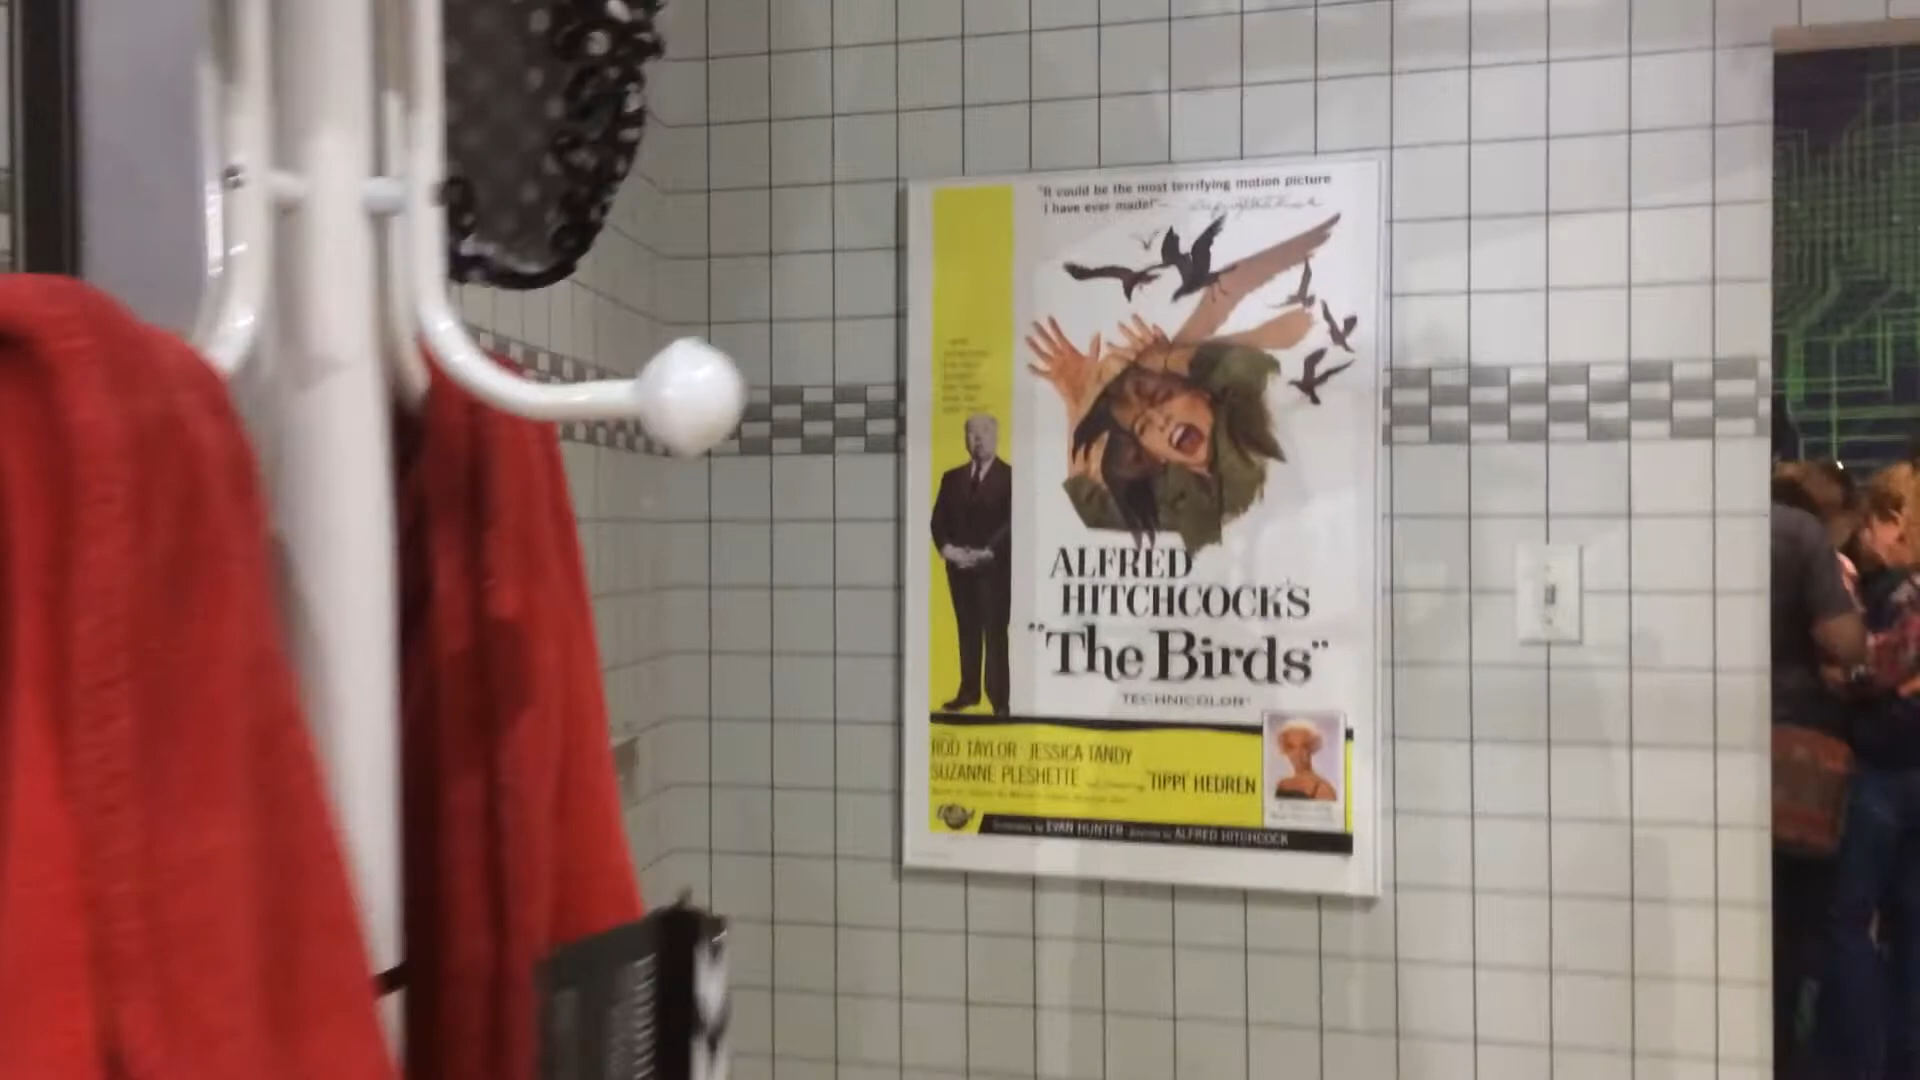 "It could be the most terrifying motion picture
I have ever made!"—
ALFRED
HITCHCOCK'S
"The Birds"
TECHNICOLOR®
ROD TAYLOR · JESSICA TANDY
SUZANNE PLESHETTE 'TIPPI' HEDREN
EVAN HUNTER ALFRED HITCHCOCK